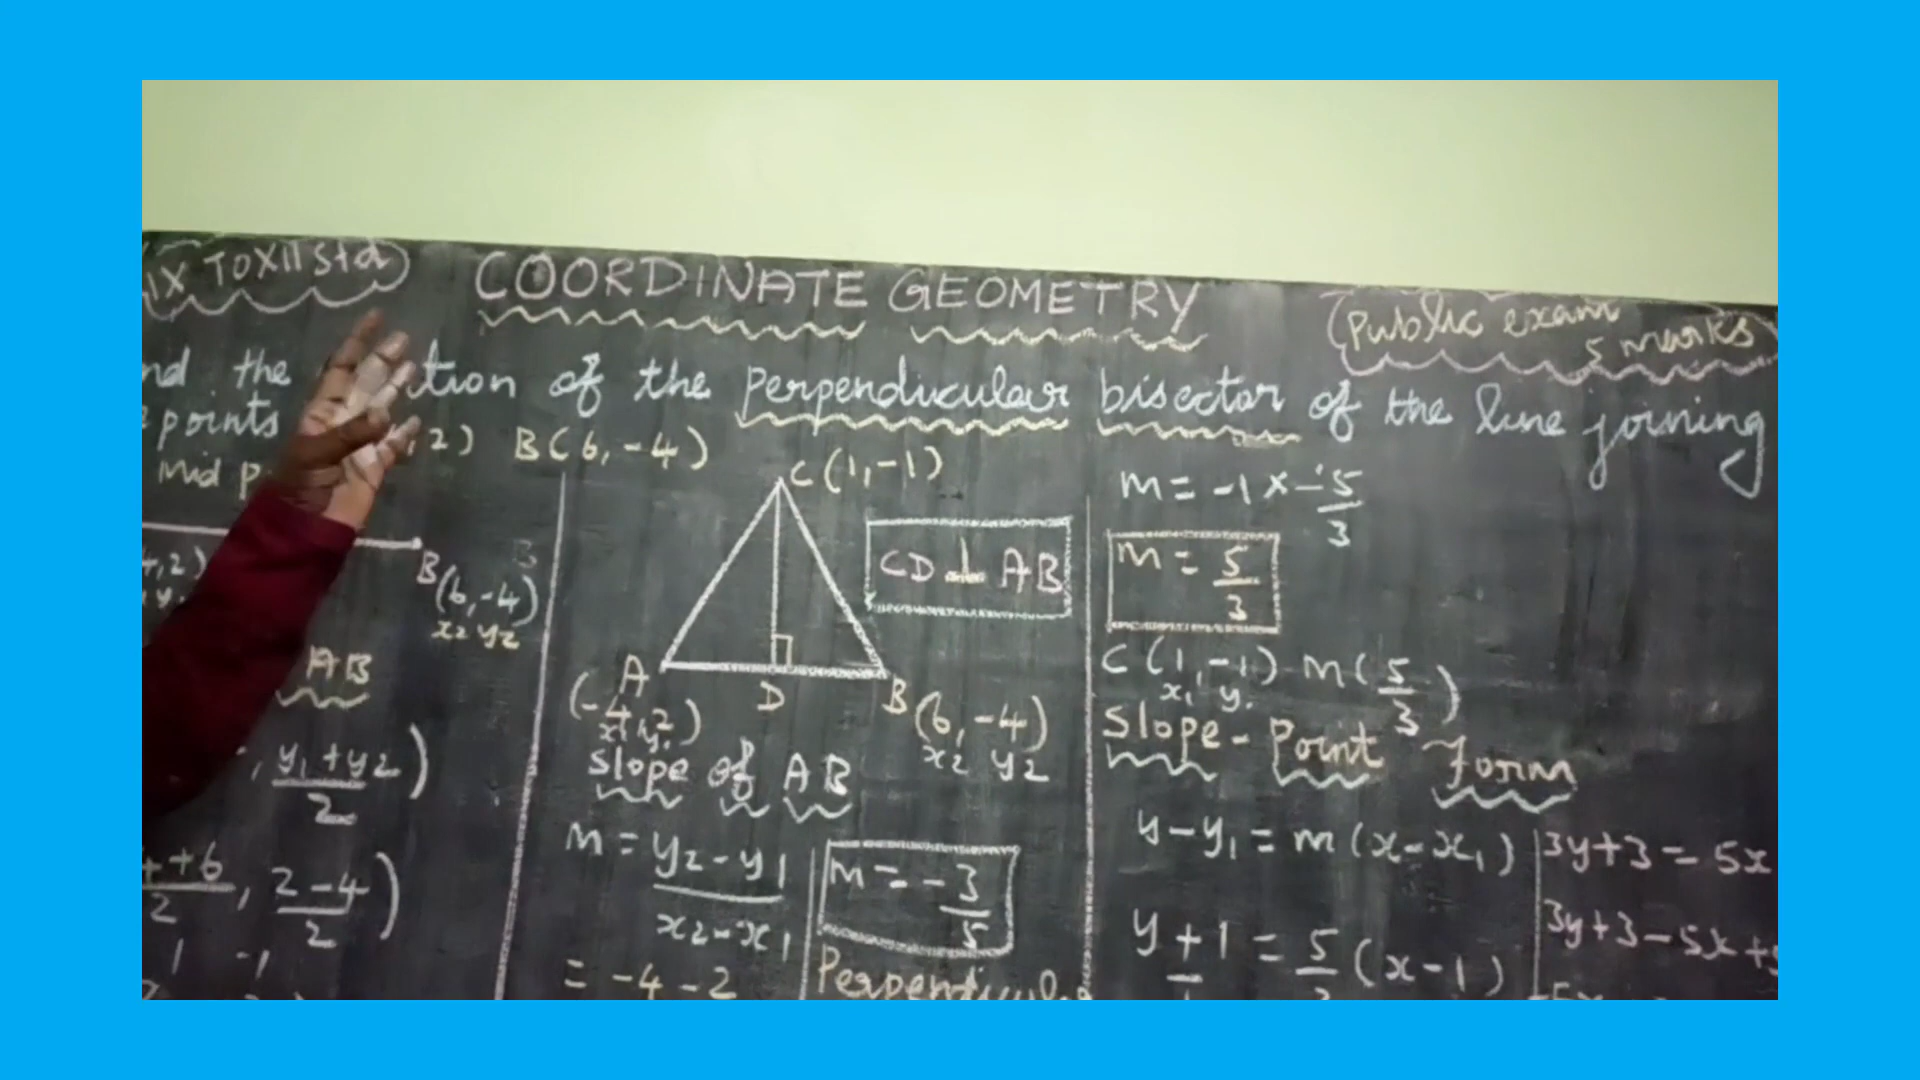 IX TO XII Std
COORDINATE GEOMETRY
public exam
5 marks
nd the tion of the perpendicular bisector of the line joining
points , 2) B(6, -4)
Mid p
B
B(6, -4)
x2 y2
, 2)
AB
, y1 + y2 / 2 )
+ 6 / 2 , 2 - 4 / 2 )
1 -1
C(1, -1)
CD ⊥ AB
A
D
B
(-4, 2)
x1 y1
(6, -4)
x2 y2
Slope of AB
m = y2 - y1 / x2 - x1
= -4 - 2
m = -3/5
m = -1 × -5/3
m = 5/3
C(1, -1) m(5/3)
x1 y1
Slope - Point Form
y - y1 = m(x - x1)
y + 1 = 5/3 (x - 1)
3y + 3 = 5x
3y + 3 - 5x +